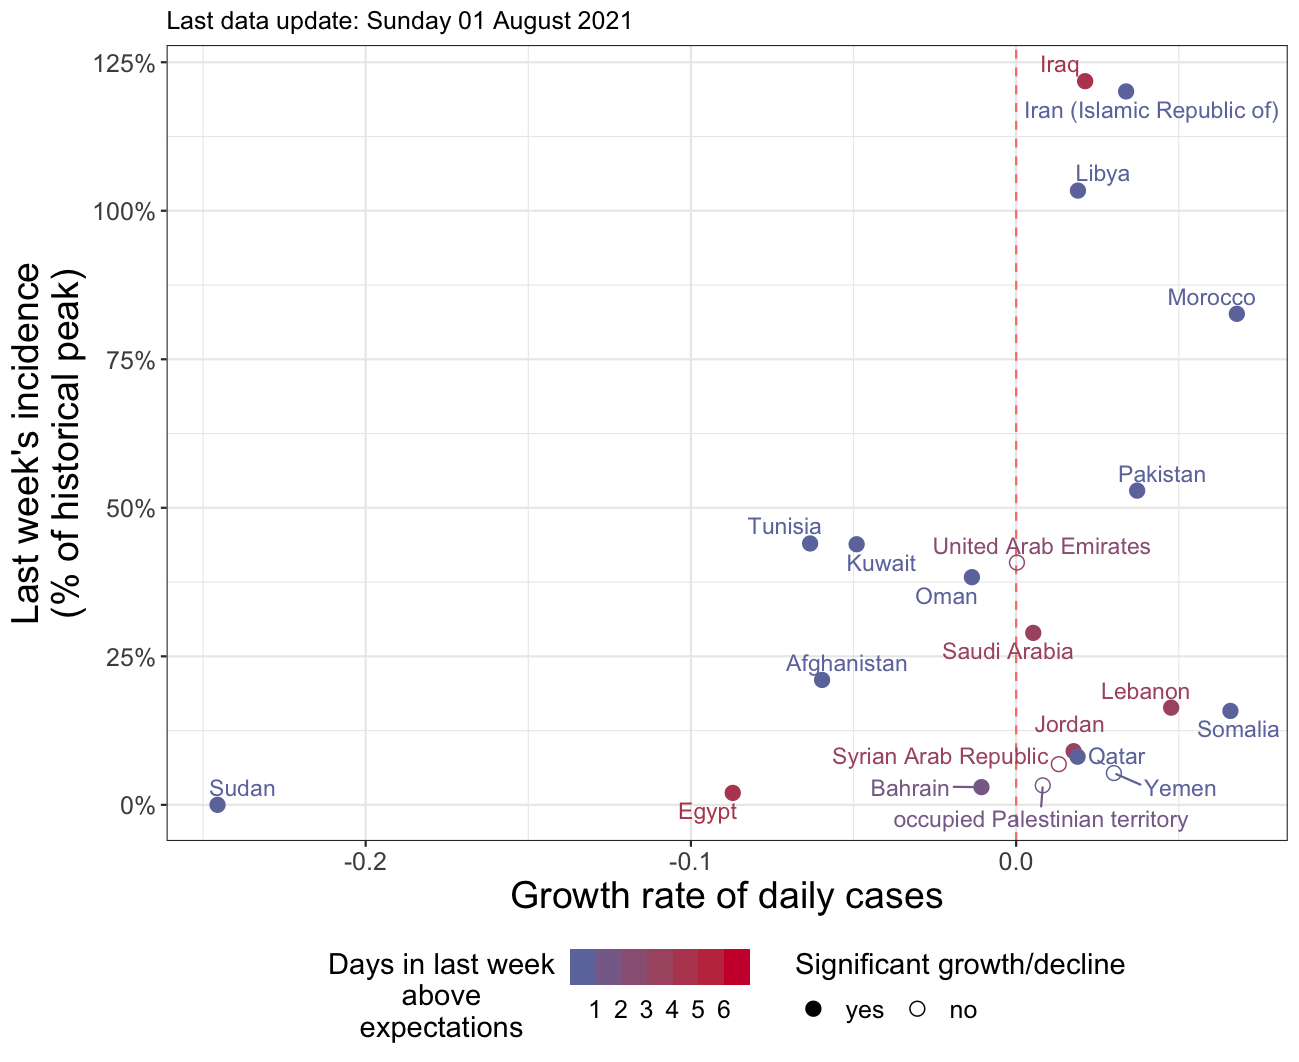 Last data update: Sunday 01 August 2021
Last week's incidence
(% of historical peak)
125%
100%
75%
50%
25%
0%
Iraq
Iran (Islamic Republic of)
Libya
Morocco
Pakistan
Tunisia
United Arab Emirates
Kuwait
Oman
Saudi Arabia
Afghanistan
Lebanon
Jordan
Somalia
Syrian Arab Republic
Qatar
Sudan
Bahrain
Yemen
Egypt
occupied Palestinian territory
-0.2
-0.1
0.0
Growth rate of daily cases
Days in last week
above
expectations
1 2 3 4 5 6
Significant growth/decline
yes
no